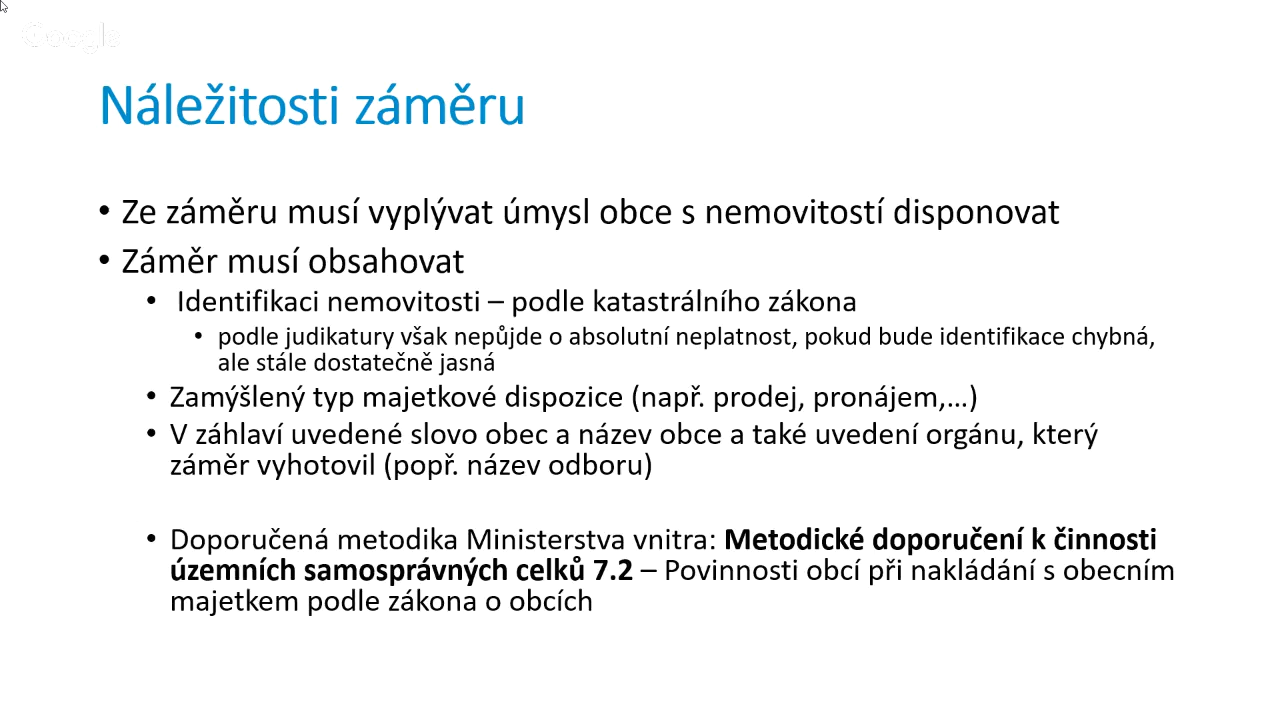 Google
Náležitosti záměru
• Ze záměru musí vyplývat úmysl obce s nemovitostí disponovat
• Záměr musí obsahovat
• Identifikaci nemovitosti – podle katastrálního zákona
• podle judikatury však nepůjde o absolutní neplatnost, pokud bude identifikace chybná,
ale stále dostatečně jasná
• Zamýšlený typ majetkové dispozice (např. prodej, pronájem,...)
• V záhlaví uvedené slovo obec a název obce a také uvedení orgánu, který
záměr vyhotovil (popř. název odboru)
• Doporučená metodika Ministerstva vnitra: Metodické doporučení k činnosti
územních samosprávných celků 7.2 – Povinnosti obcí při nakládání s obecním
majetkem podle zákona o obcích